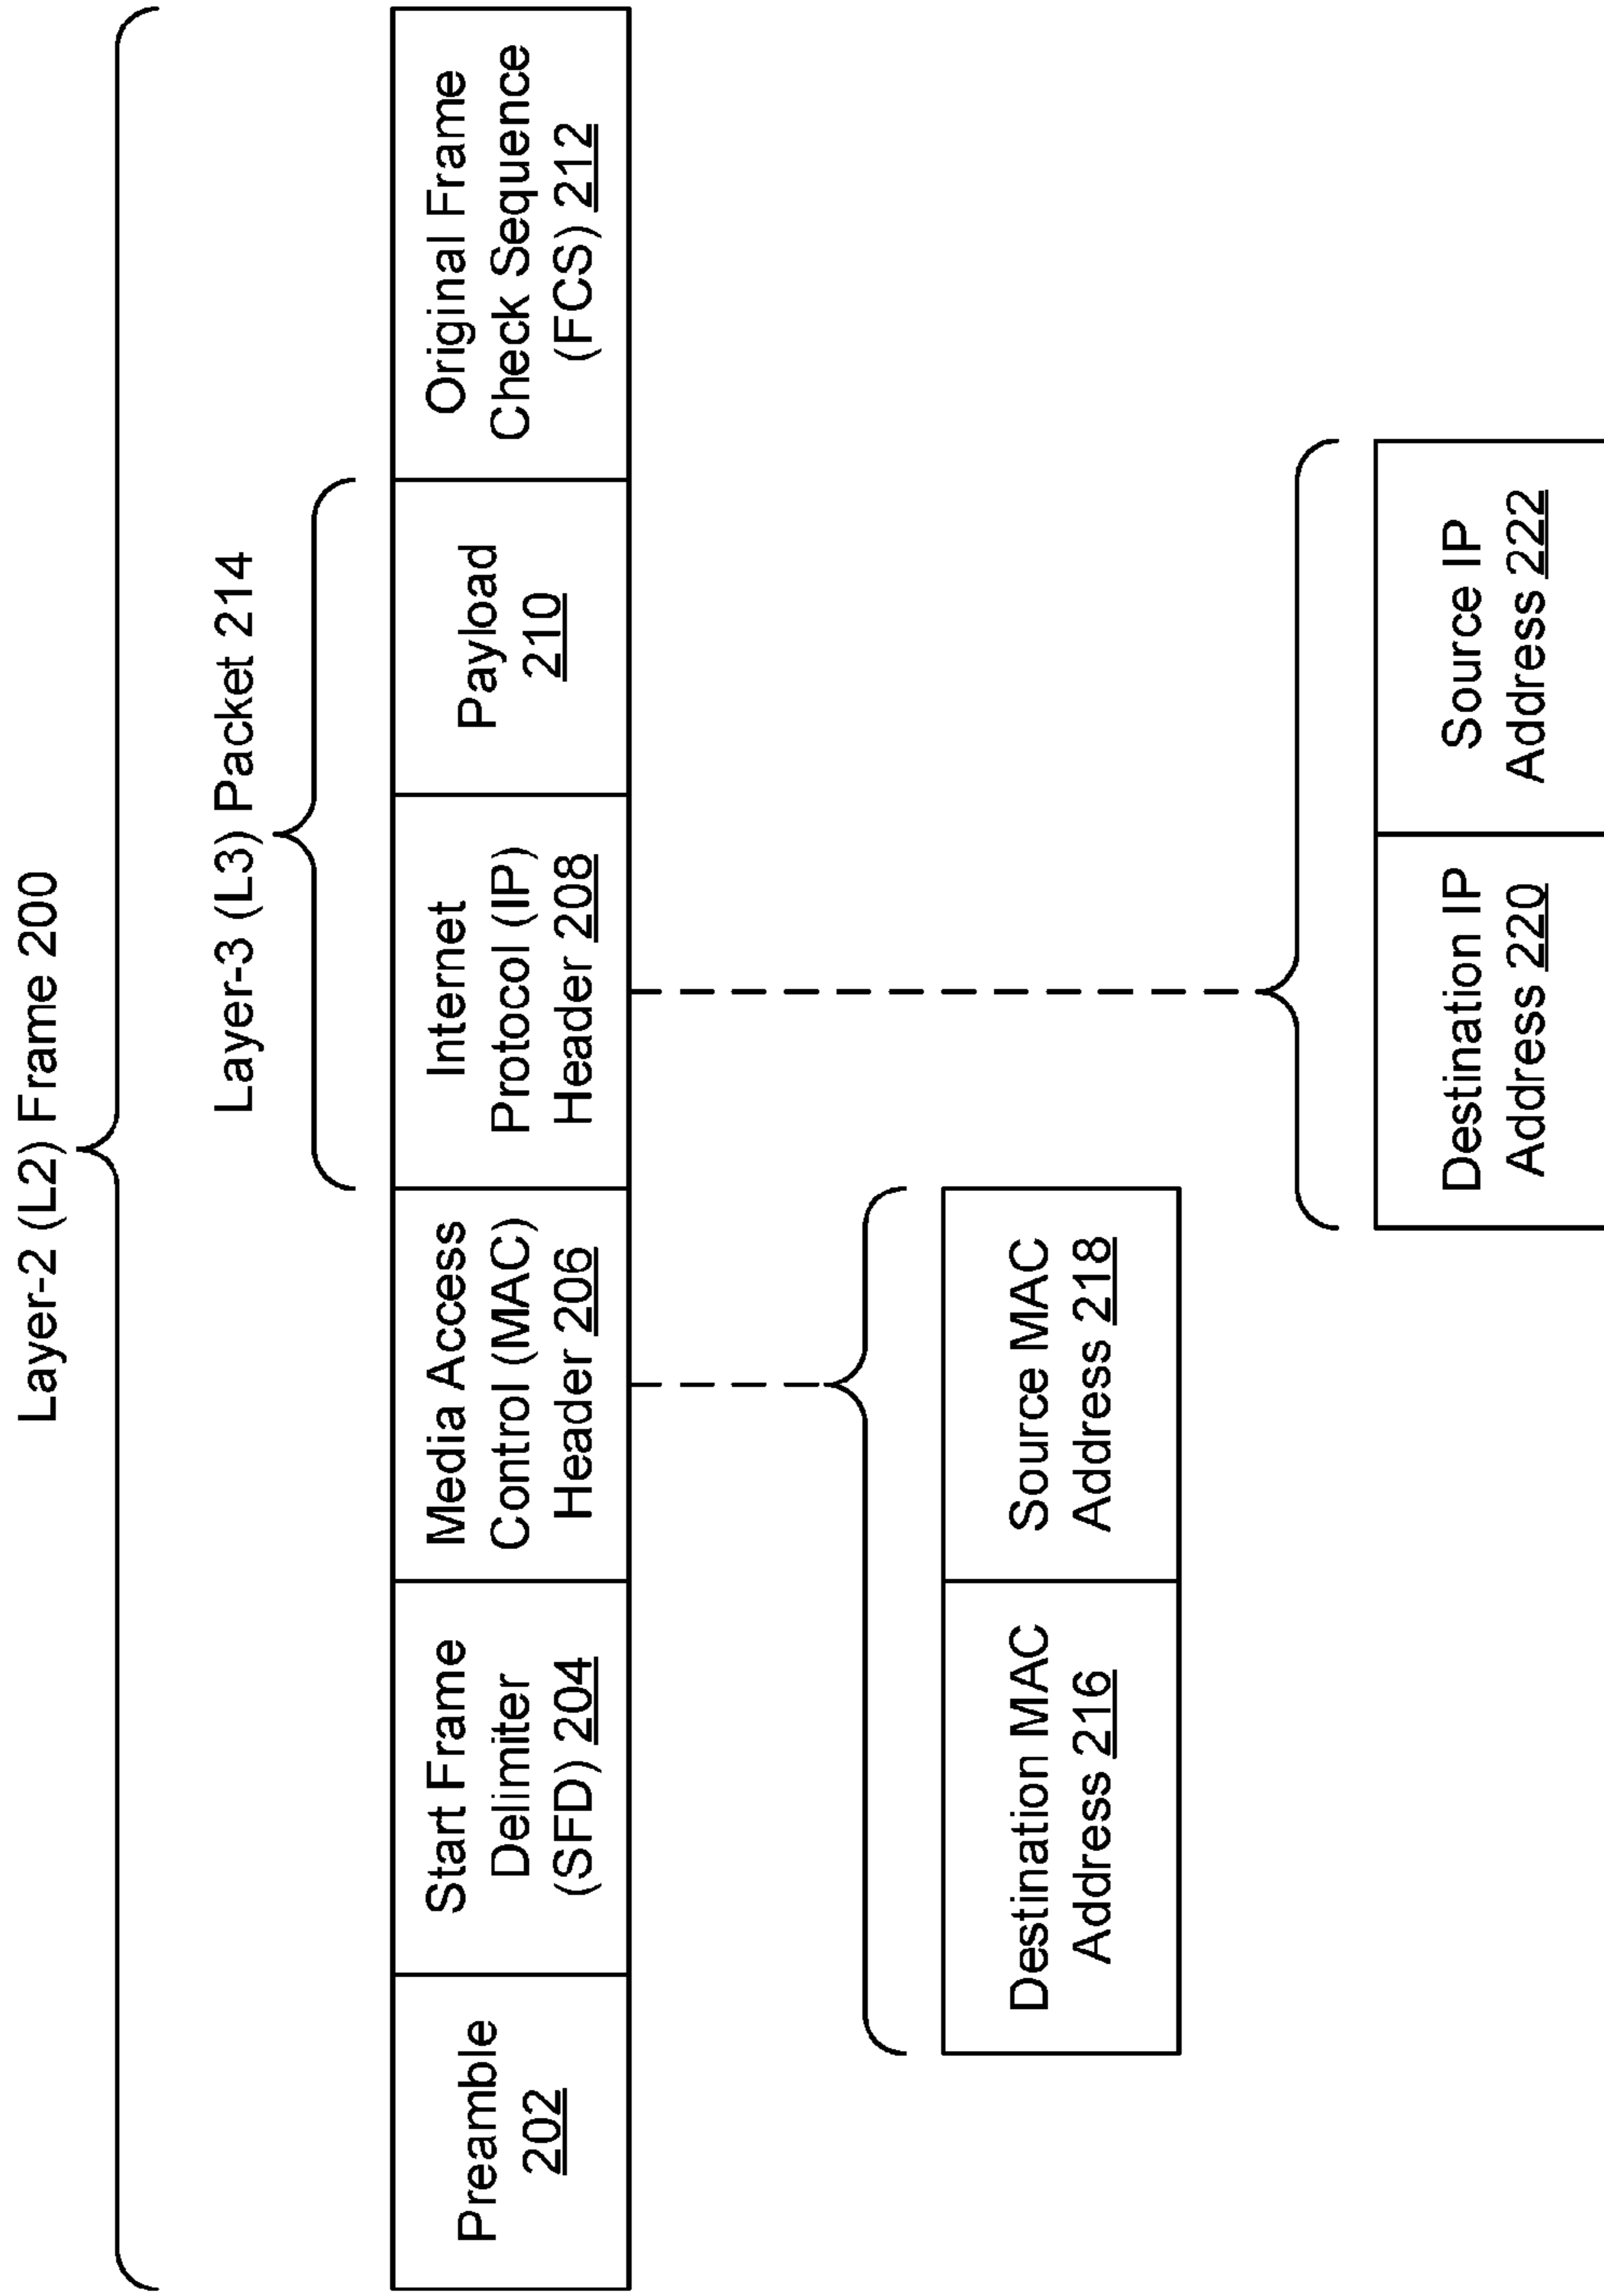 Layer-2 (L2) Frame 200
Layer-3 (L3) Packet 214
Preamble
202
Start Frame
Delimiter
(SFD) 204
Media Access
Control (MAC)
Header 206
Internet
Protocol (IP)
Header 208
Payload
210
Original Frame
Check Sequence
(FCS) 212
Destination MAC
Address 216
Source MAC
Address 218
Destination IP
Address 220
Source IP
Address 222